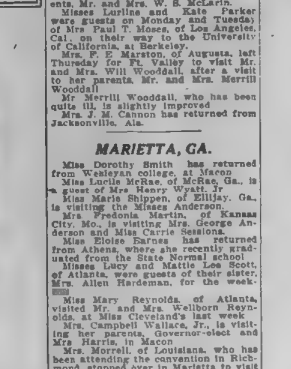 ents, Mr. and Mrs. W. S. McLarin.
Misses Lurline and Kate Parker
were guests on Monday and Tuesday
of Mrs Paul T. Moses, of Los Angeles,
Cal., on their way to the University
of California, at Berkeley.
Mrs. F. E Marston, of Augusta, left
Thursday for Ft. Valley to visit Mr.
and Mrs. Will Wooddall, after a visit
to her parents, Mr. and Mrs. Merrill
Wooddall
Mr Merrill Wooddall, who has been
quite ill, is slightly improved
Mrs. J. M. Cannon has returned from
Jacksonville, Ala.
MARIETTA, GA.
Miss Dorothy Smith has returned
from Wesleyan college, at Macon
Miss Lucile McRae, of McRae, Ga., is
a guest of Mrs Henry Wyatt, Jr
Miss Marie Shippen, of Ellijay, Ga.,
is visiting the Misses Anderson.
Mrs. Fredonia Martin, of Kansas
City, Mo., is visiting Mrs. George An-
derson and Miss Carrie Sessions.
Miss Eloise Earnes has returned
from Athens, where she recently grad-
uated from the State Normal school
Misses Lucy and Mattie Lee Scott,
of Atlanta, were guests of their sister,
Mrs. Allen Hardeman, for the week-
Miss Mary Reynolds, of Atlanta,
visited Mr. and Mrs. Wellborn Reyn-
olds, at Miss Cleveland's last week
Mrs. Campbell Wallace, Jr., is visit-
ing her parents, Governor-elect and
Mrs Harris, in Macon
Mrs. Morrell, of Louisiana, who has
been attending the convention in Rich-
mond, stopped over in Marietta to visit